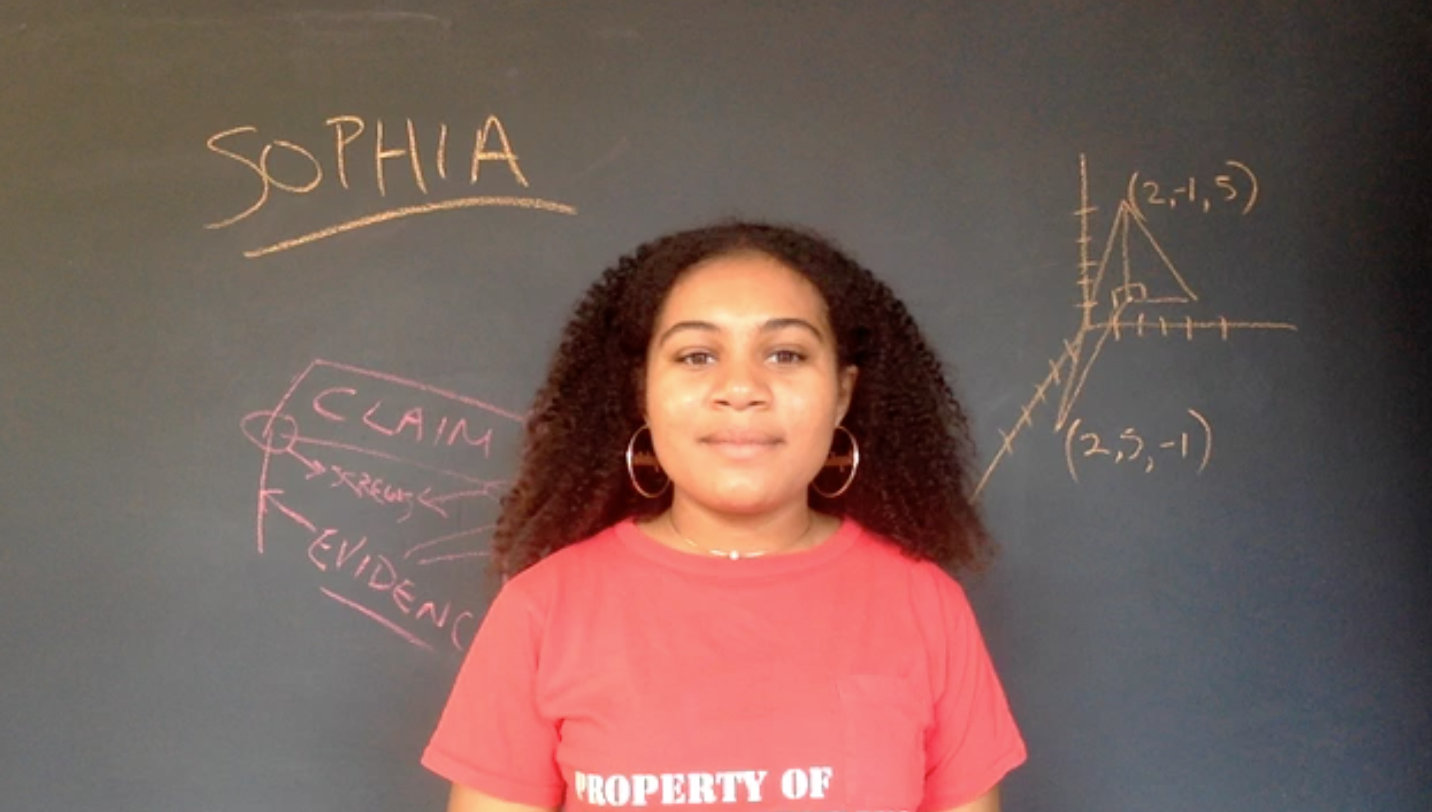 SOPHIA
(2,-1,5)
CLAIM
(2,5,-1)
EVIDENC
PROPERTY OF